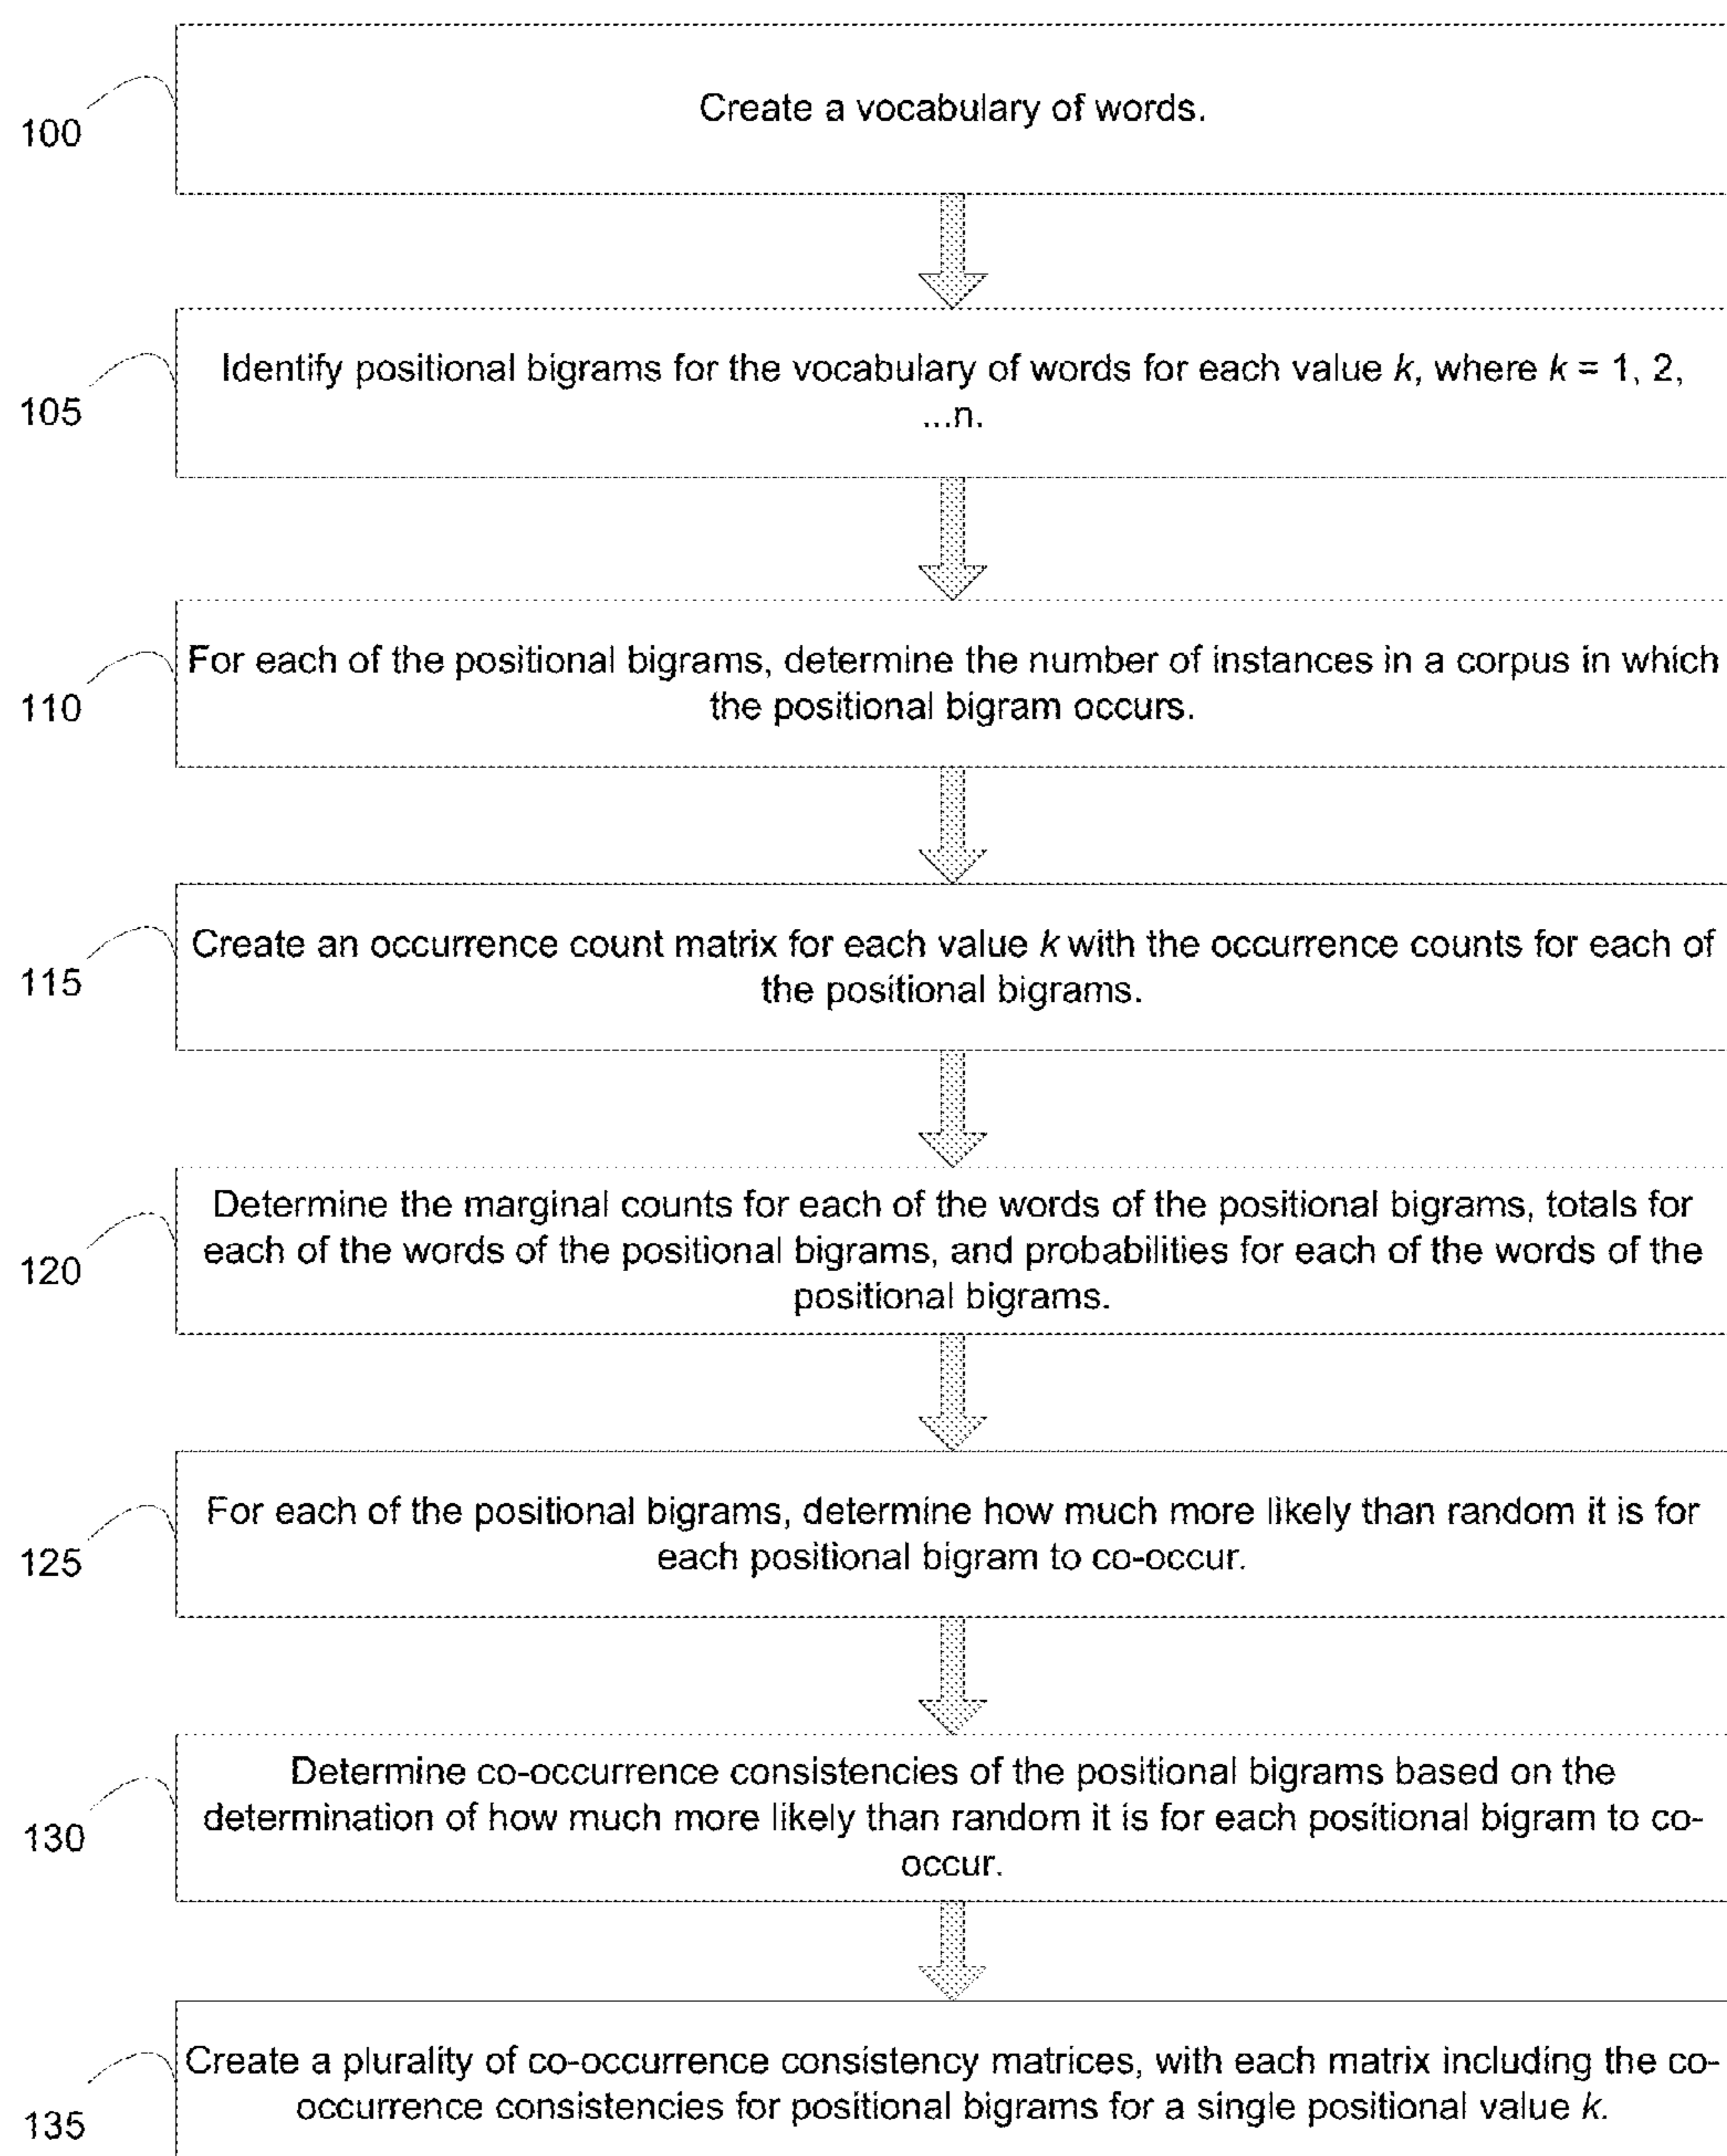 Create a vocabulary of words.
100
Identify positional bigrams for the vocabulary of words for each value k, where k = 1, 2,
...n.
105
For each of the positional bigrams, determine the number of instances in a corpus in which
the positional bigram occurs.
110
Create an occurrence count matrix for each value k with the occurrence counts for each of
the positional bigrams.
115
Determine the marginal counts for each of the words of the positional bigrams, totals for
each of the words of the positional bigrams, and probabilities for each of the words of the
positional bigrams.
120
For each of the positional bigrams, determine how much more likely than random it is for
each positional bigram to co-occur.
125
Determine co-occurrence consistencies of the positional bigrams based on the
determination of how much more likely than random it is for each positional bigram to co-
occur.
130
Create a plurality of co-occurrence consistency matrices, with each matrix including the co-
occurrence consistencies for positional bigrams for a single positional value k.
135